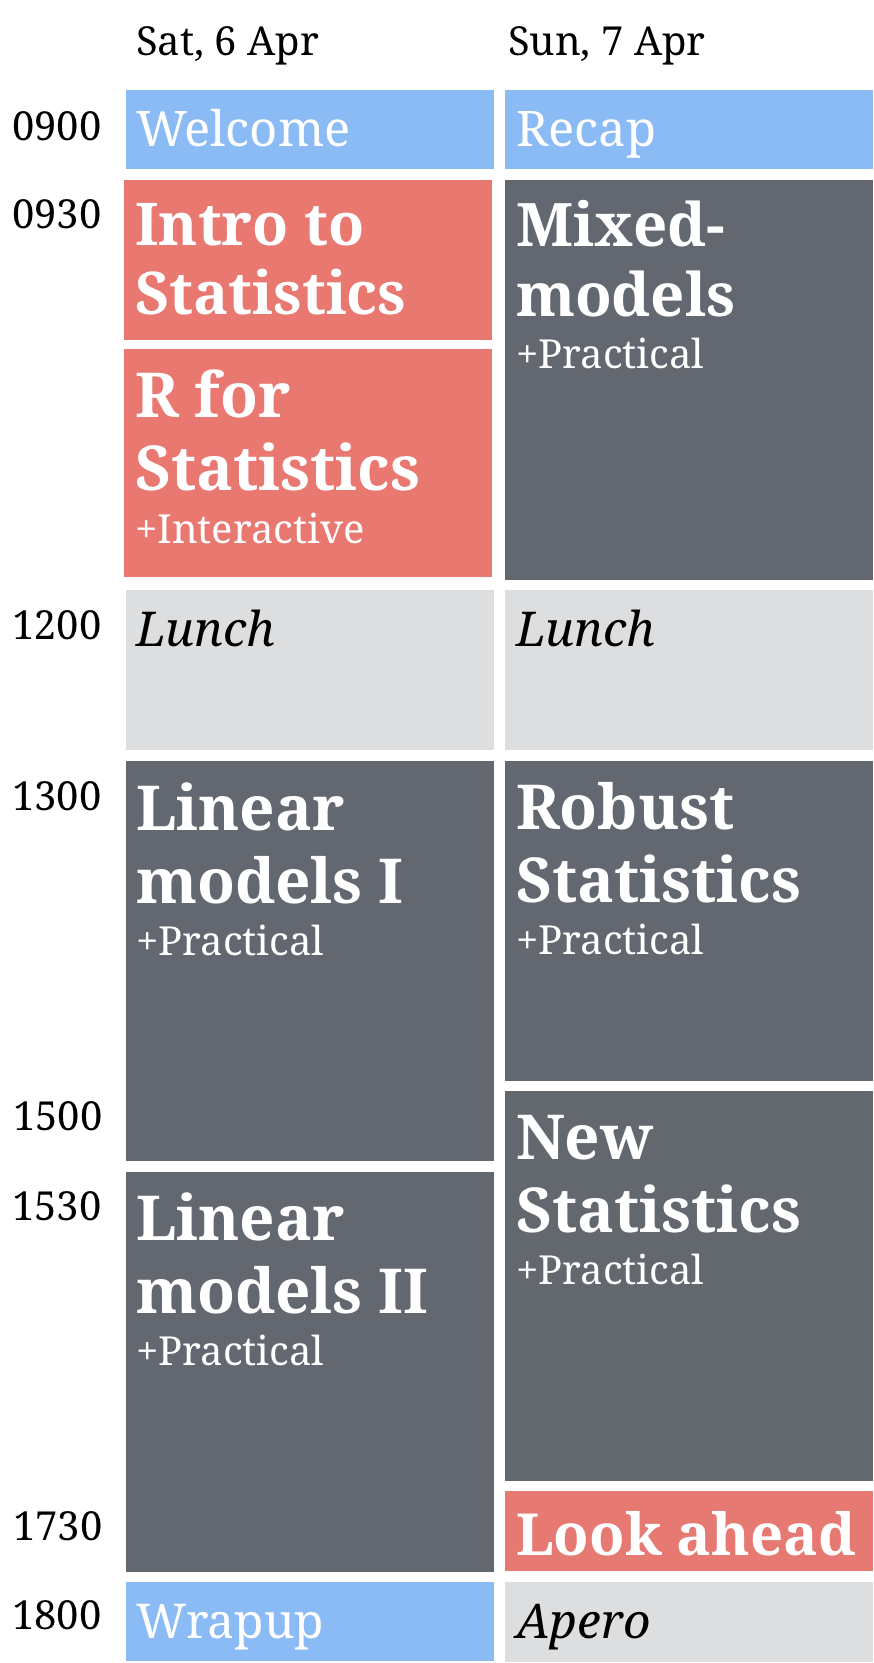 Sat, 6 Apr
Sun, 7 Apr
0900
Welcome
Recap
0930
Intro to
Statistics
Mixed-
models
+Practical
R for
Statistics
+Interactive
1200
Lunch
Lunch
1300
Linear
models I
+Practical
Robust
Statistics
+Practical
1500
New
Statistics
+Practical
1530
Linear
models II
+Practical
1730
Look ahead
1800
Wrapup
Apero